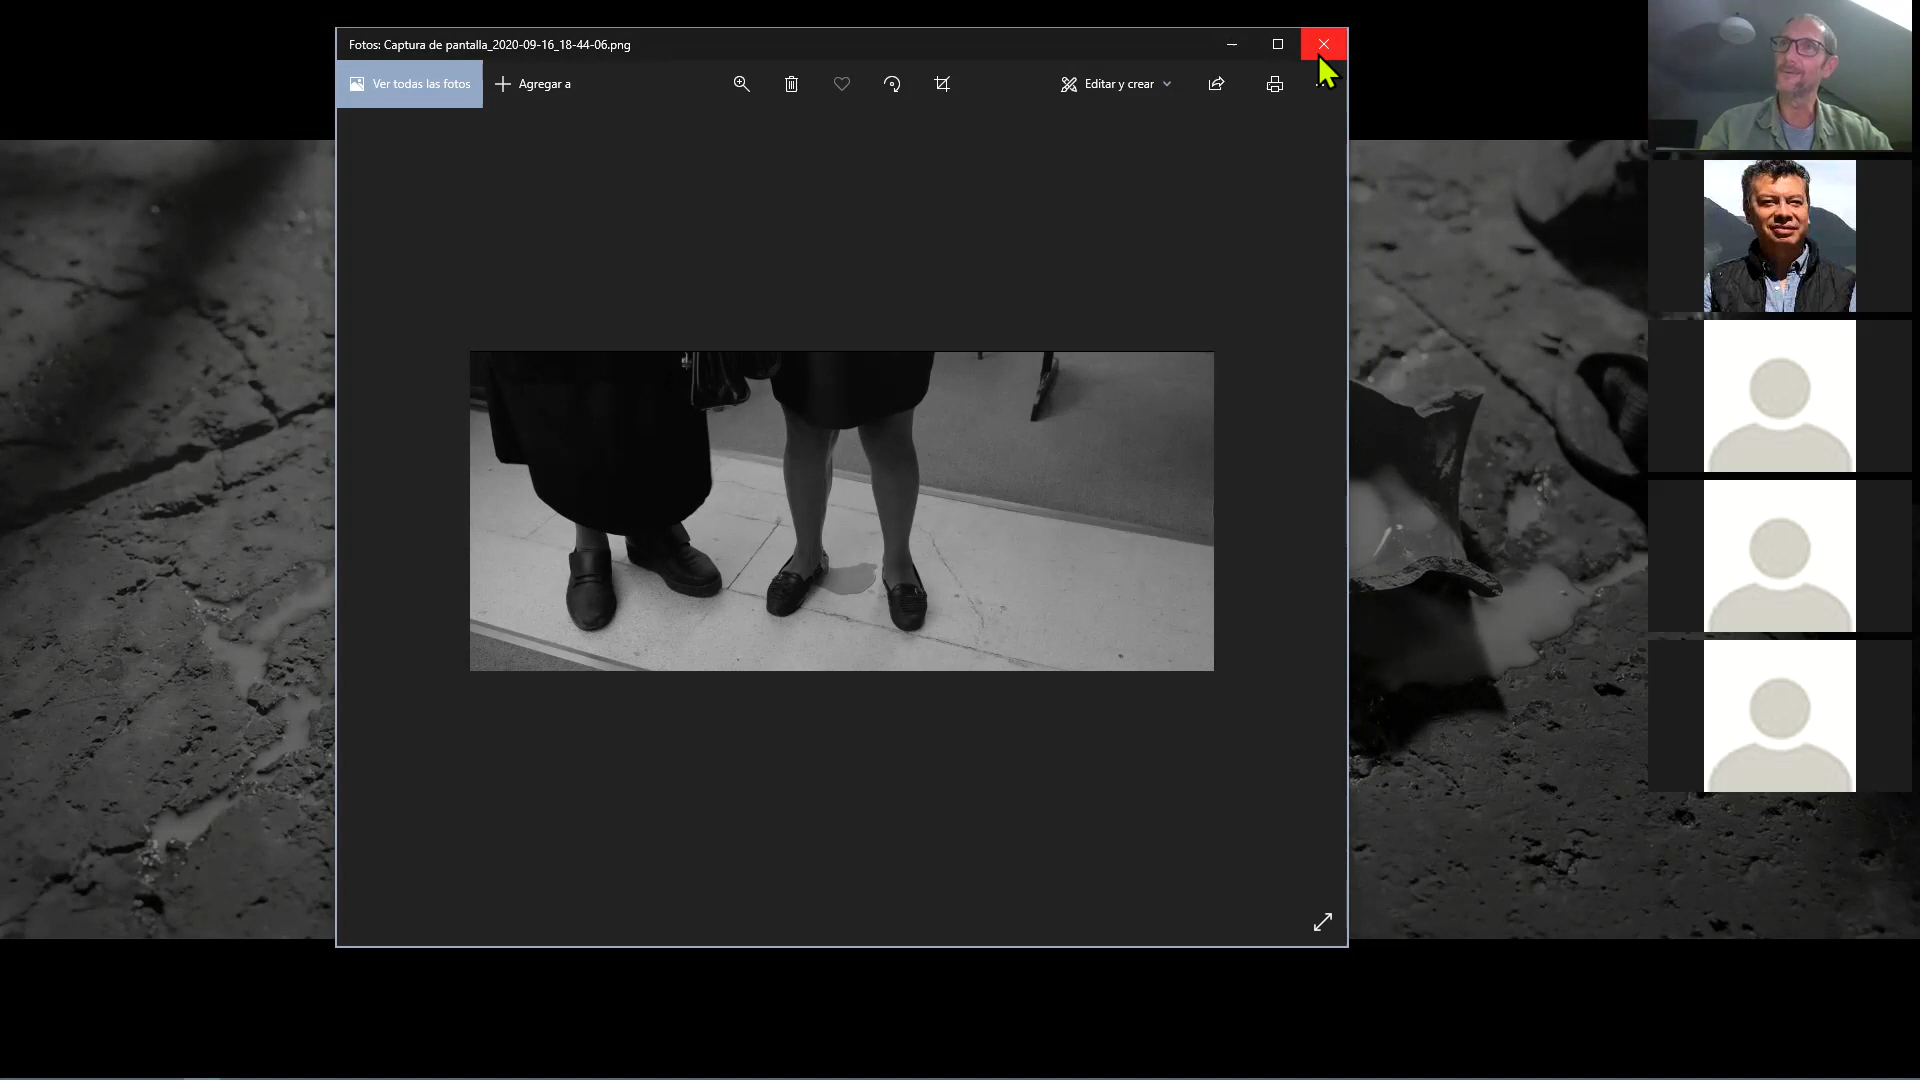 Fotos: Captura de pantalla_2020-09-16_18-44-06.png
Ver todas las fotos
Agregar a
Editar y crear